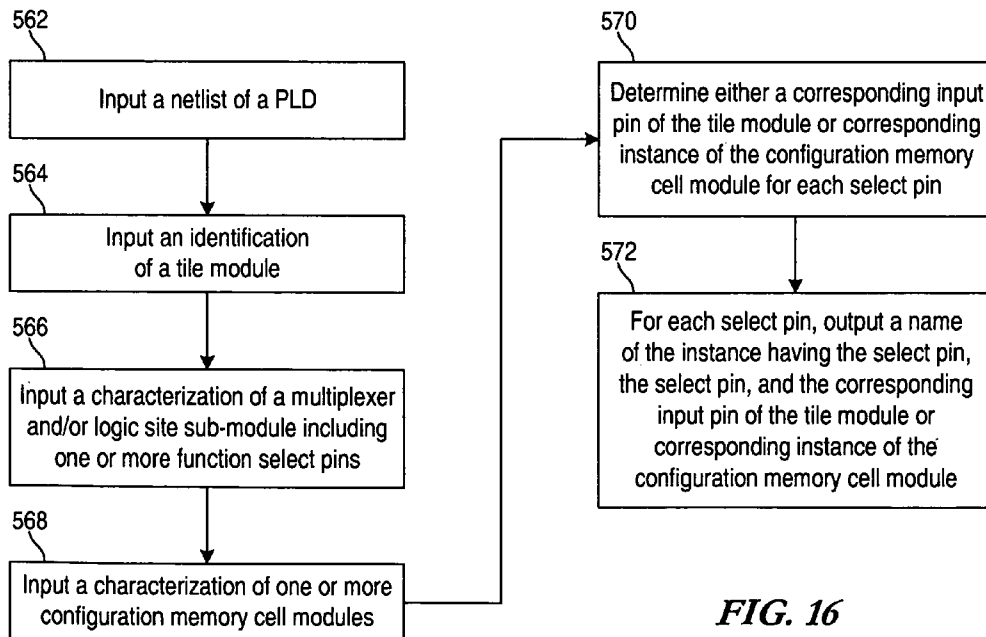 562
Input a netlist of a PLD
564
Input an identification
of a tile module
566
Input a characterization of a multiplexer
and/or logic site sub-module including
one or more function select pins
568
Input a characterization of one or more
configuration memory cell modules
570
Determine either a corresponding input
pin of the tile module or corresponding
instance of the configuration memory
cell module for each select pin
572
For each select pin, output a name
of the instance having the select pin,
the select pin, and the corresponding
input pin of the tile module or
corresponding instance of the
configuration memory cell module
FIG. 16